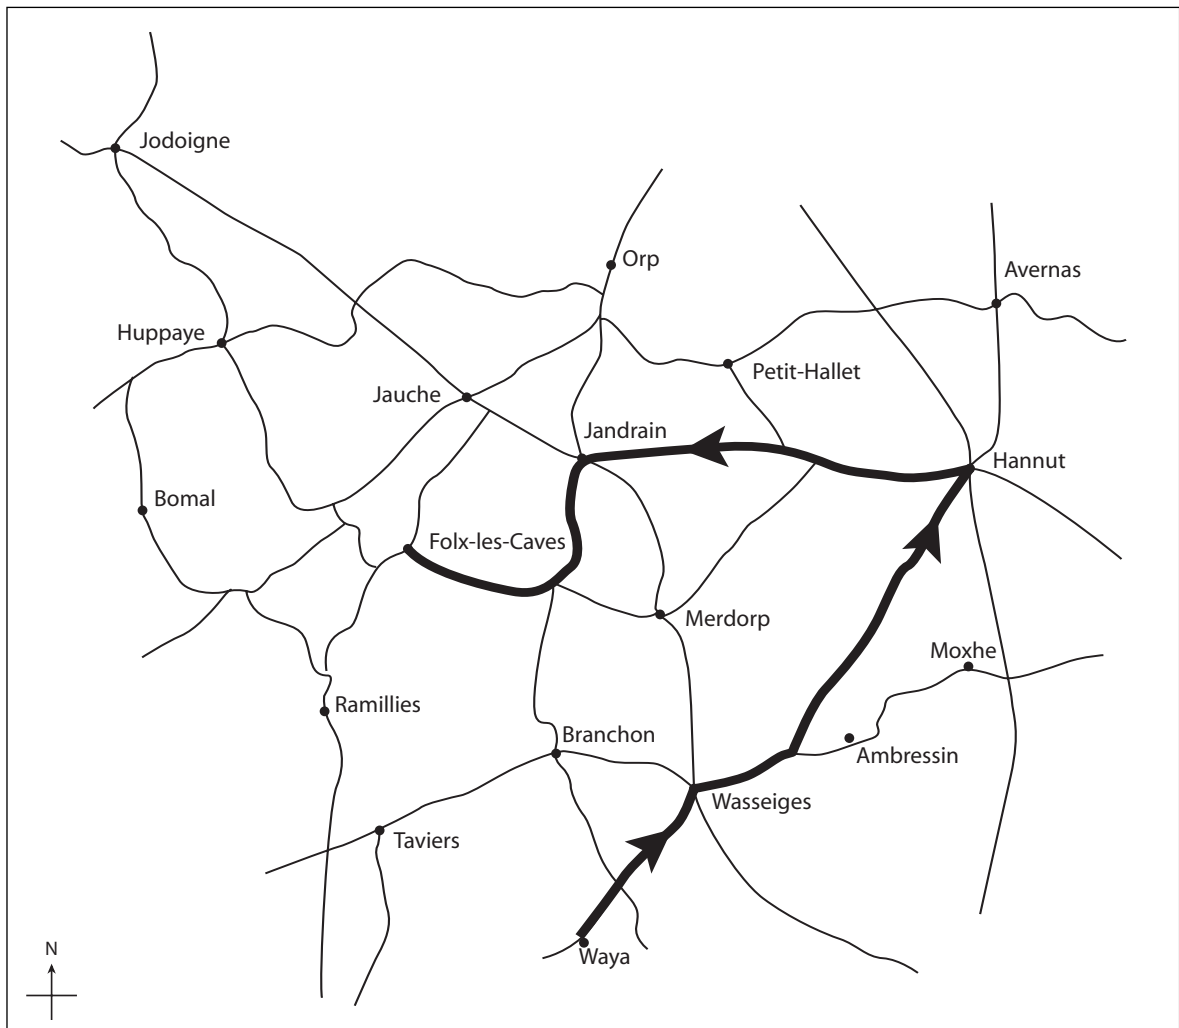 Jodoigne
Orp
Avernas
Huppaye
Petit-Hallet
Jauche
Jandrain
Hannut
Bomal
Folx-les-Caves
Merdorp
Moxhe
Ramillies
Branchon
Ambressin
Wasseiges
Taviers
N
Waya